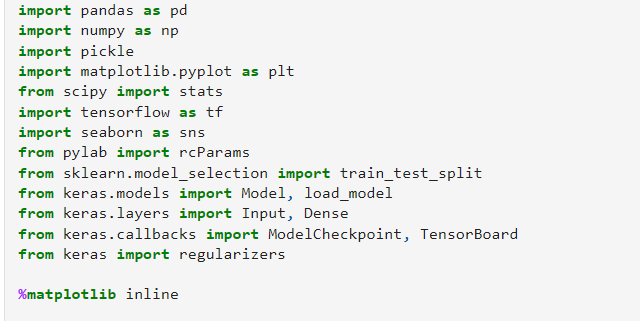 import pandas as pd
import numpy as np
import pickle
import matplotlib.pyplot as plt
from scipy import stats
import tensorflow as tf
import seaborn as sns
from pylab import rcParams
from sklearn.model_selection import train_test_split
from keras.models import Model, load_model
from keras.layers import Input, Dense
from keras.callbacks import ModelCheckpoint, TensorBoard
from keras import regularizers
%matplotlib inline